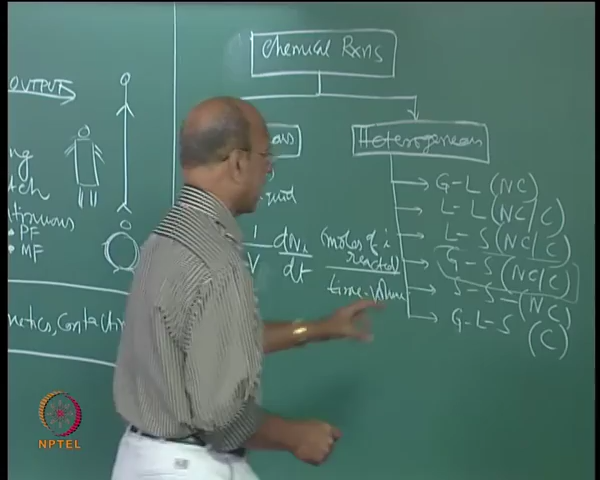 OUTPUT
PF
MF
Chemical Rxns
Heterogeneous
1/V dNi/dt
(moles of i
reacted)
time. Volume
G-L (NC)
L-L (NC/C)
L-S (NC/C)
G-S (NC/C)
S-S-(NC)
G-L-S (C)
NPTEL